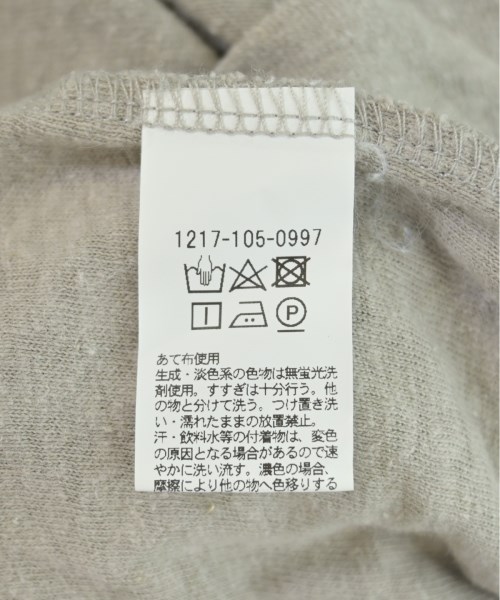 1217-105-0997
P
あて布使用
生成・淡色系の色物は無蛍光洗
剤使用。すすぎは十分行う。他
の物と分けて洗う。つけ置き洗
い・濡れたままの放置禁止。
汗・飲料水等の付着物は、変色
の原因となる場合があるので速
やかに洗い流す。濃色の場合、
摩擦により他の物へ色移りする